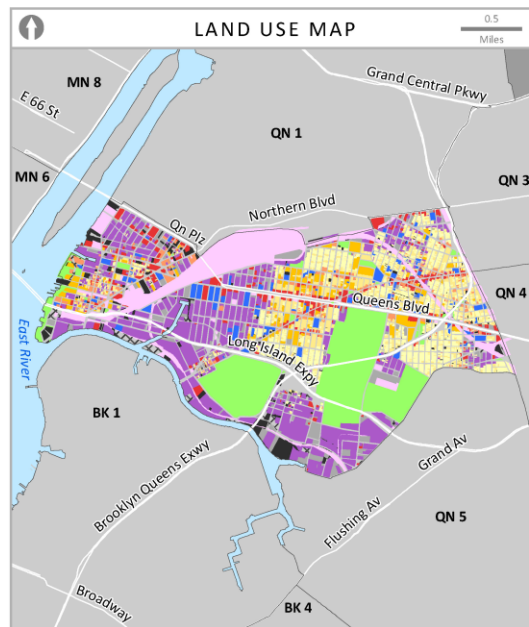 LAND USE MAP
0.5
Miles
MN 8
E 66 St
Grand Central Pkwy
QN 1
MN 6
QN 3
Northern Blvd
Qn Plz
QN 4
Queens Blvd
East River
Long Island Expy
BK 1
Brooklyn Queens Exwy
Grand Av
Flushing Av
QN 5
Broadway
BK 4